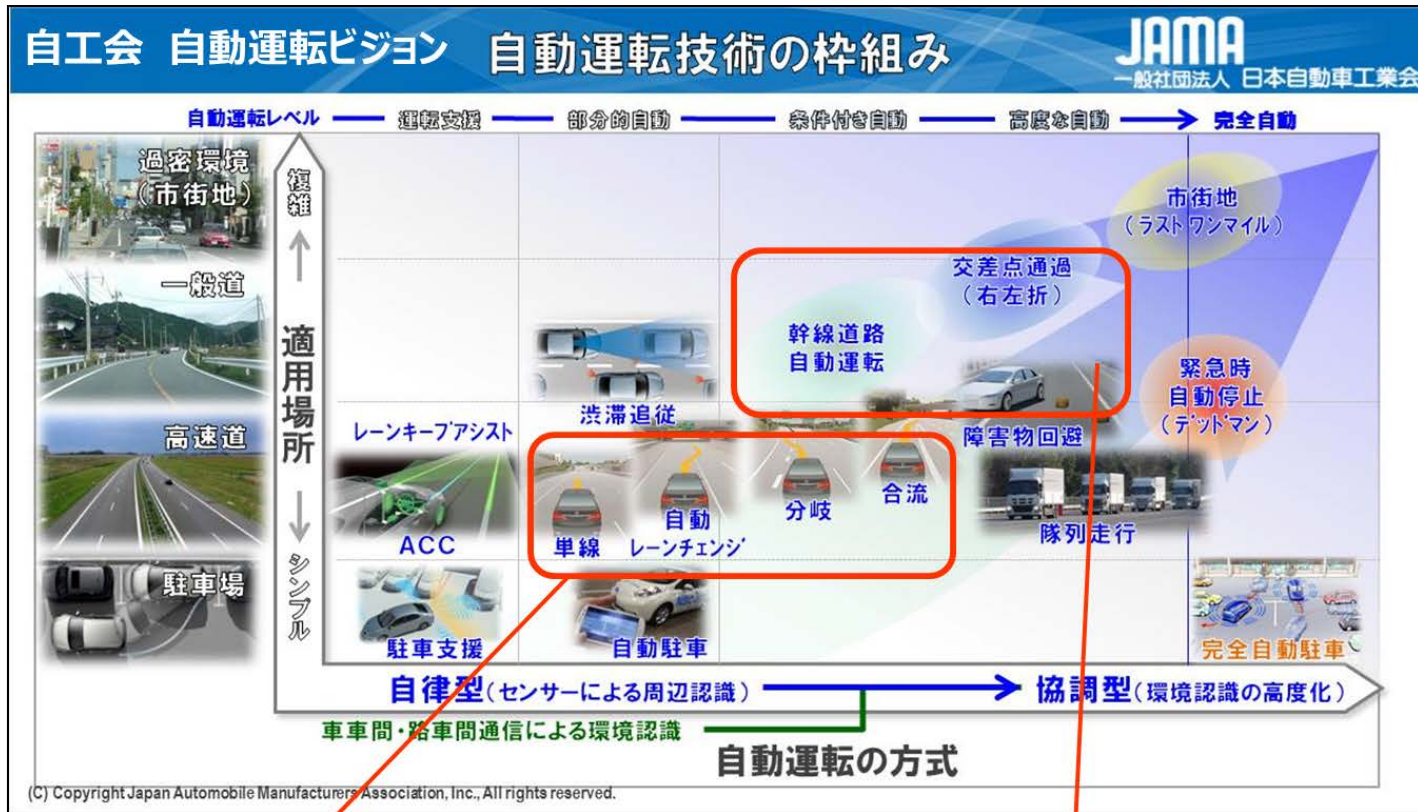 自工会 自動運転ビジョン
自動運転技術の枠組み
JAMA
一般社団法人 日本自動車工業会
自動運転レベル
運転支援
部分的自動
条件付き自動
高度な自動
完全自動
過密環境
（市街地）
一般道
高速道
駐車場
複雑
適用場所
シンプル
市街地
（ラストワンマイル）
交差点通過
（右左折）
幹線道路
自動運転
緊急時
自動停止
（デッドマン）
渋滞追従
障害物回避
レーンキープアシスト
ACC
単線
自動
レーンチェンジ
分岐
合流
隊列走行
駐車支援
自動駐車
完全自動駐車
自律型（センサーによる周辺認識）
協調型（環境認識の高度化）
車車間・路車間通信による環境認識
自動運転の方式
(C) Copyright Japan Automobile Manufacturers Association, Inc., All rights reserved.